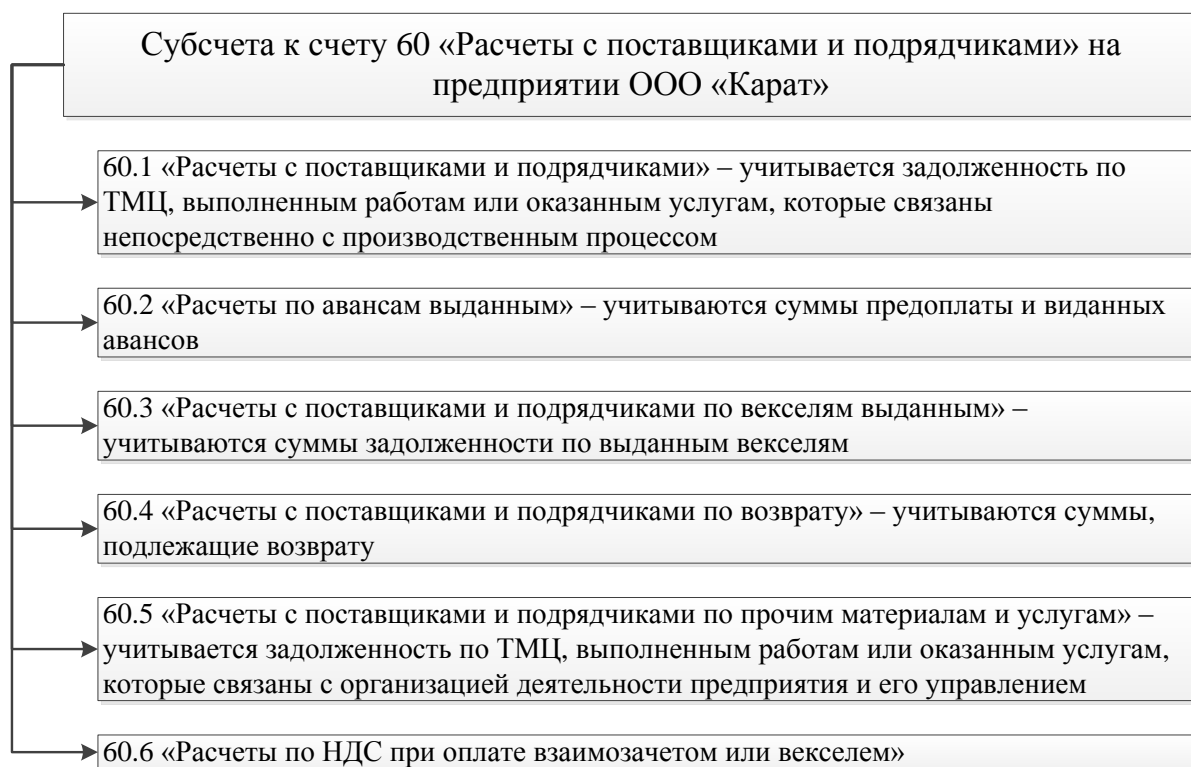 Субсчета к счету 60 «Расчеты с поставщиками и подрядчиками» на
предприятии ООО «Карат»
60.1 «Расчеты с поставщиками и подрядчиками» – учитывается задолженность по
ТМЦ, выполненным работам или оказанным услугам, которые связаны
непосредственно с производственным процессом
60.2 «Расчеты по авансам выданным» – учитываются суммы предоплаты и виданных
авансов
60.3 «Расчеты с поставщиками и подрядчиками по векселям выданным» –
учитываются суммы задолженности по выданным векселям
60.4 «Расчеты с поставщиками и подрядчиками по возврату» – учитываются суммы,
подлежащие возврату
60.5 «Расчеты с поставщиками и подрядчиками по прочим материалам и услугам» –
учитывается задолженность по ТМЦ, выполненным работам или оказанным услугам,
которые связаны с организацией деятельности предприятия и его управлением
60.6 «Расчеты по НДС при оплате взаимозачетом или векселем»